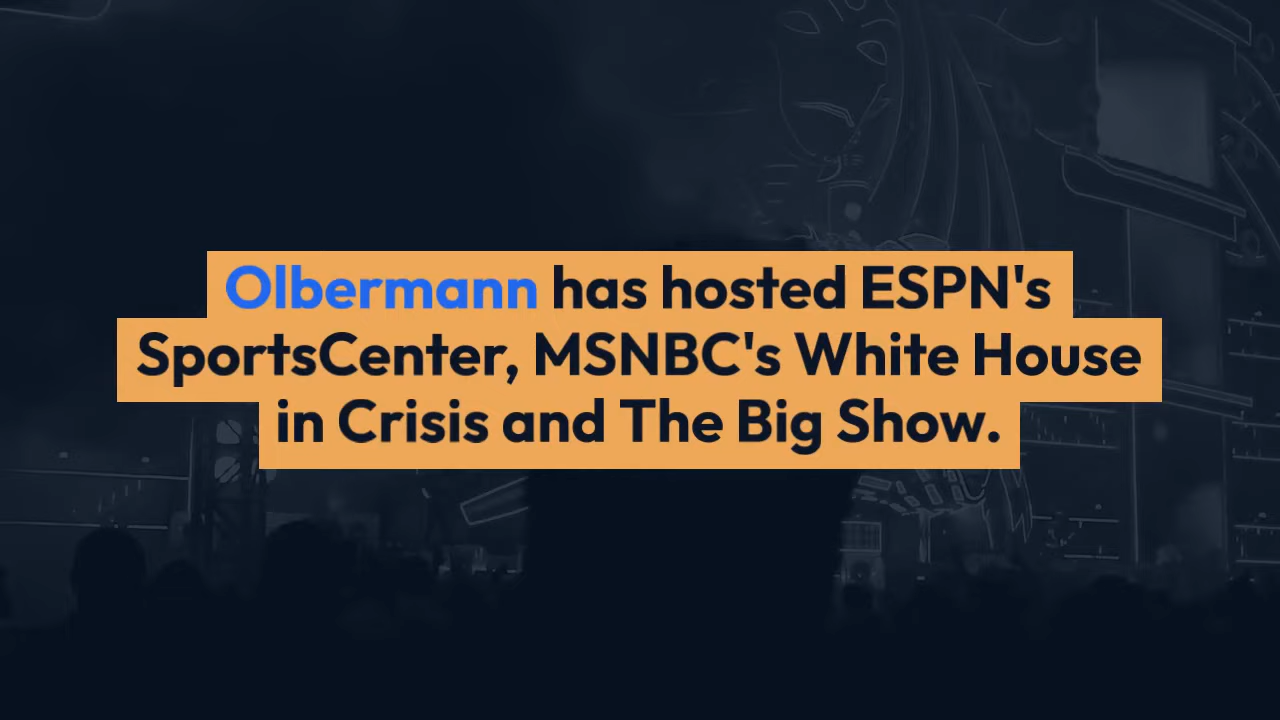 Olbermann has hosted ESPN's
SportsCenter, MSNBC's White House
in Crisis and The Big Show.